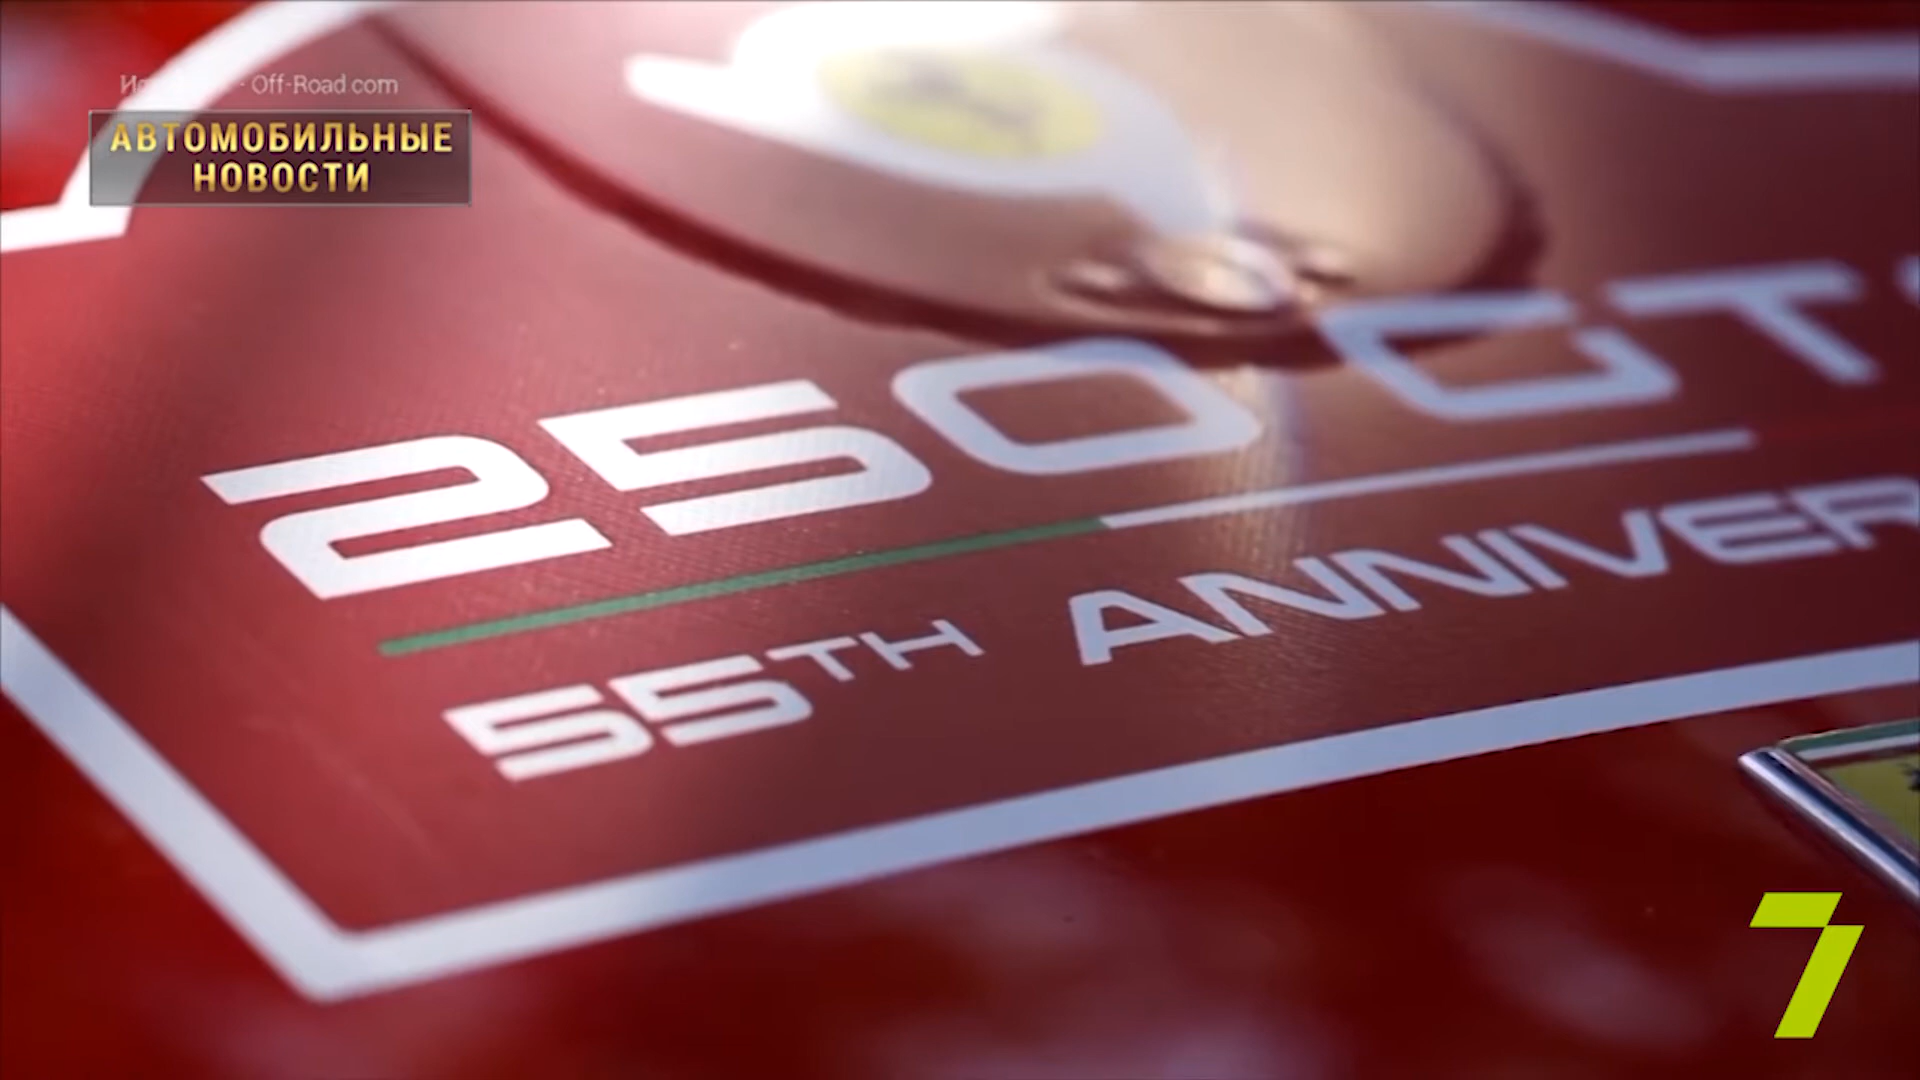 - Off-Road.com
АВТОМОБИЛЬНЫЕ
НОВОСТИ
250 GT
55TH ANNIVER
7